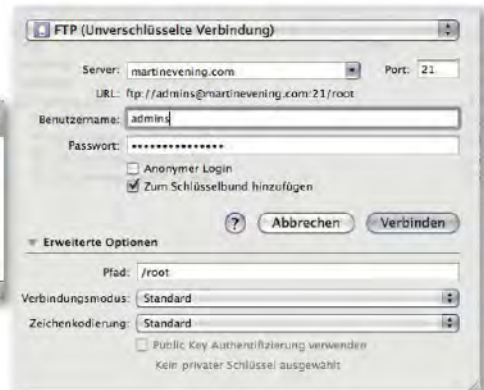 FTP (Unverschlüsselte Verbindung)
Server: martinevening.com Port: 21
URL: ftp://admins@martinevening.com:21/root
Benutzername: admins
Passwort: •••••••••••••••
Anonymer Login
Zum Schlüsselbund hinzufügen
? Abbrechen Verbinden
Erweiterte Optionen
Pfad: /root
Verbindungsmodus: Standard
Zeichenkodierung: Standard
Public Key Authentifizierung verwenden
Kein privater Schlüssel ausgewählt